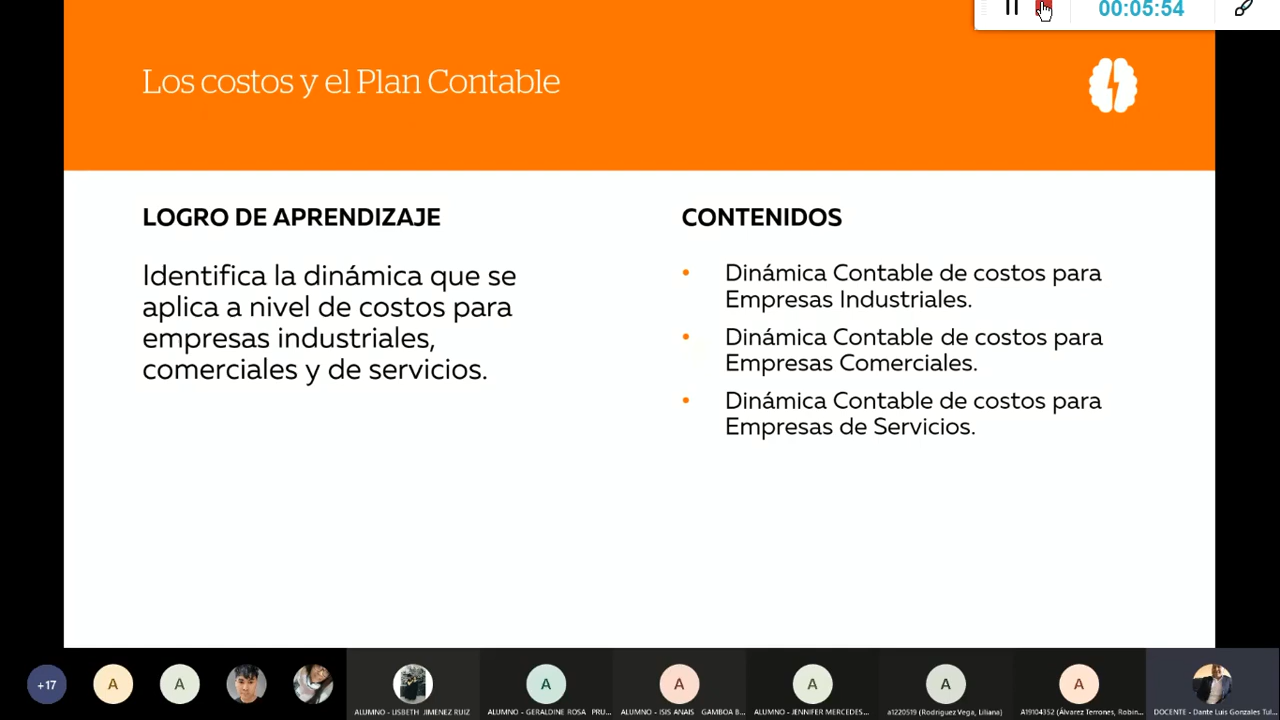 00:05:54
Los costos y el Plan Contable
LOGRO DE APRENDIZAJE
Identifica la dinámica que se
aplica a nivel de costos para
empresas industriales,
comerciales y de servicios.
CONTENIDOS
• Dinámica Contable de costos para
Empresas Industriales.
• Dinámica Contable de costos para
Empresas Comerciales.
• Dinámica Contable de costos para
Empresas de Servicios.
+17
A
A
A
A
A
A
A
ALUMNO - LISBETH JIMENEZ RUIZ
ALUMNO - GERALDINE ROSA PRU...
ALUMNO - ISIS ANAIS GAMBOA B...
ALUMNO - JENNIFER MERCEDES...
a1220519 (Rodriguez Vega, Liliana)
A19104352 (Álvarez Terrones, Robin...
DOCENTE - Dante Luis Gonzales Tul...